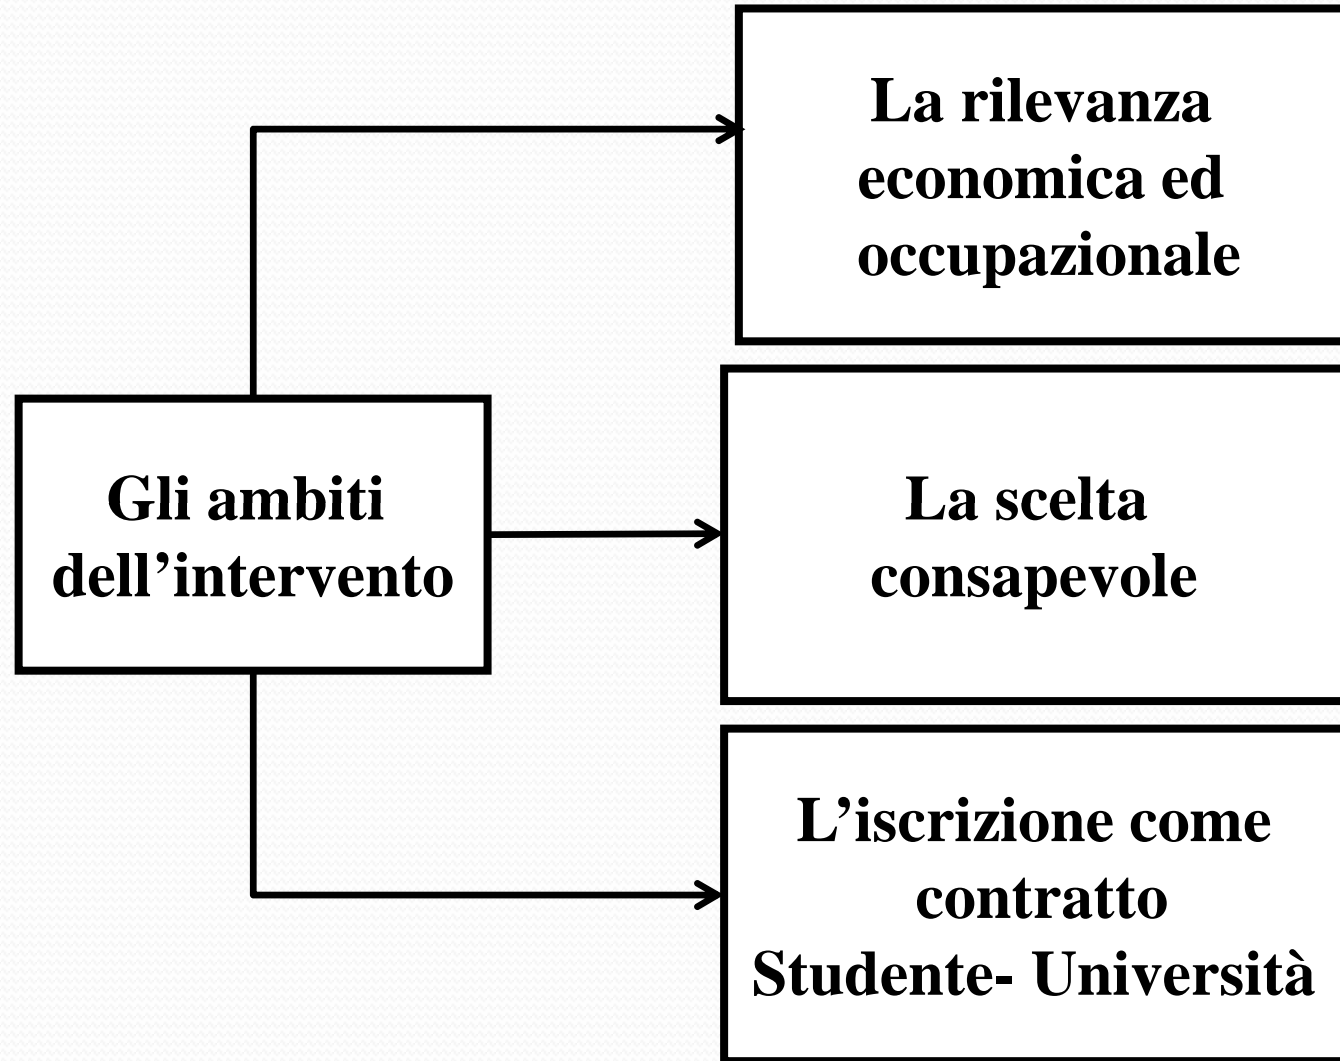 La rilevanza
economica ed
occupazionale
Gli ambiti
dell’intervento
La scelta
consapevole
L’iscrizione come
contratto
Studente- Università